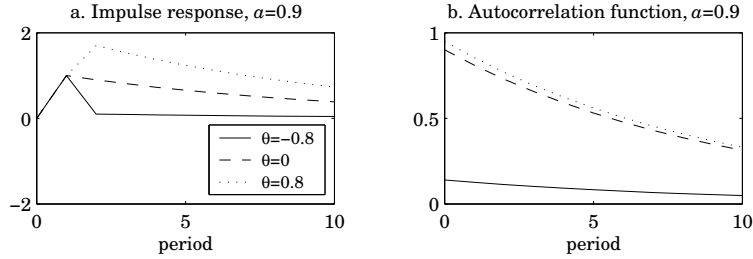 a. Impulse response, a=0.9
2
0
−2
0
5
10
period
θ=−0.8
θ=0
θ=0.8
b. Autocorrelation function, a=0.9
1
0.5
0
0
5
10
period